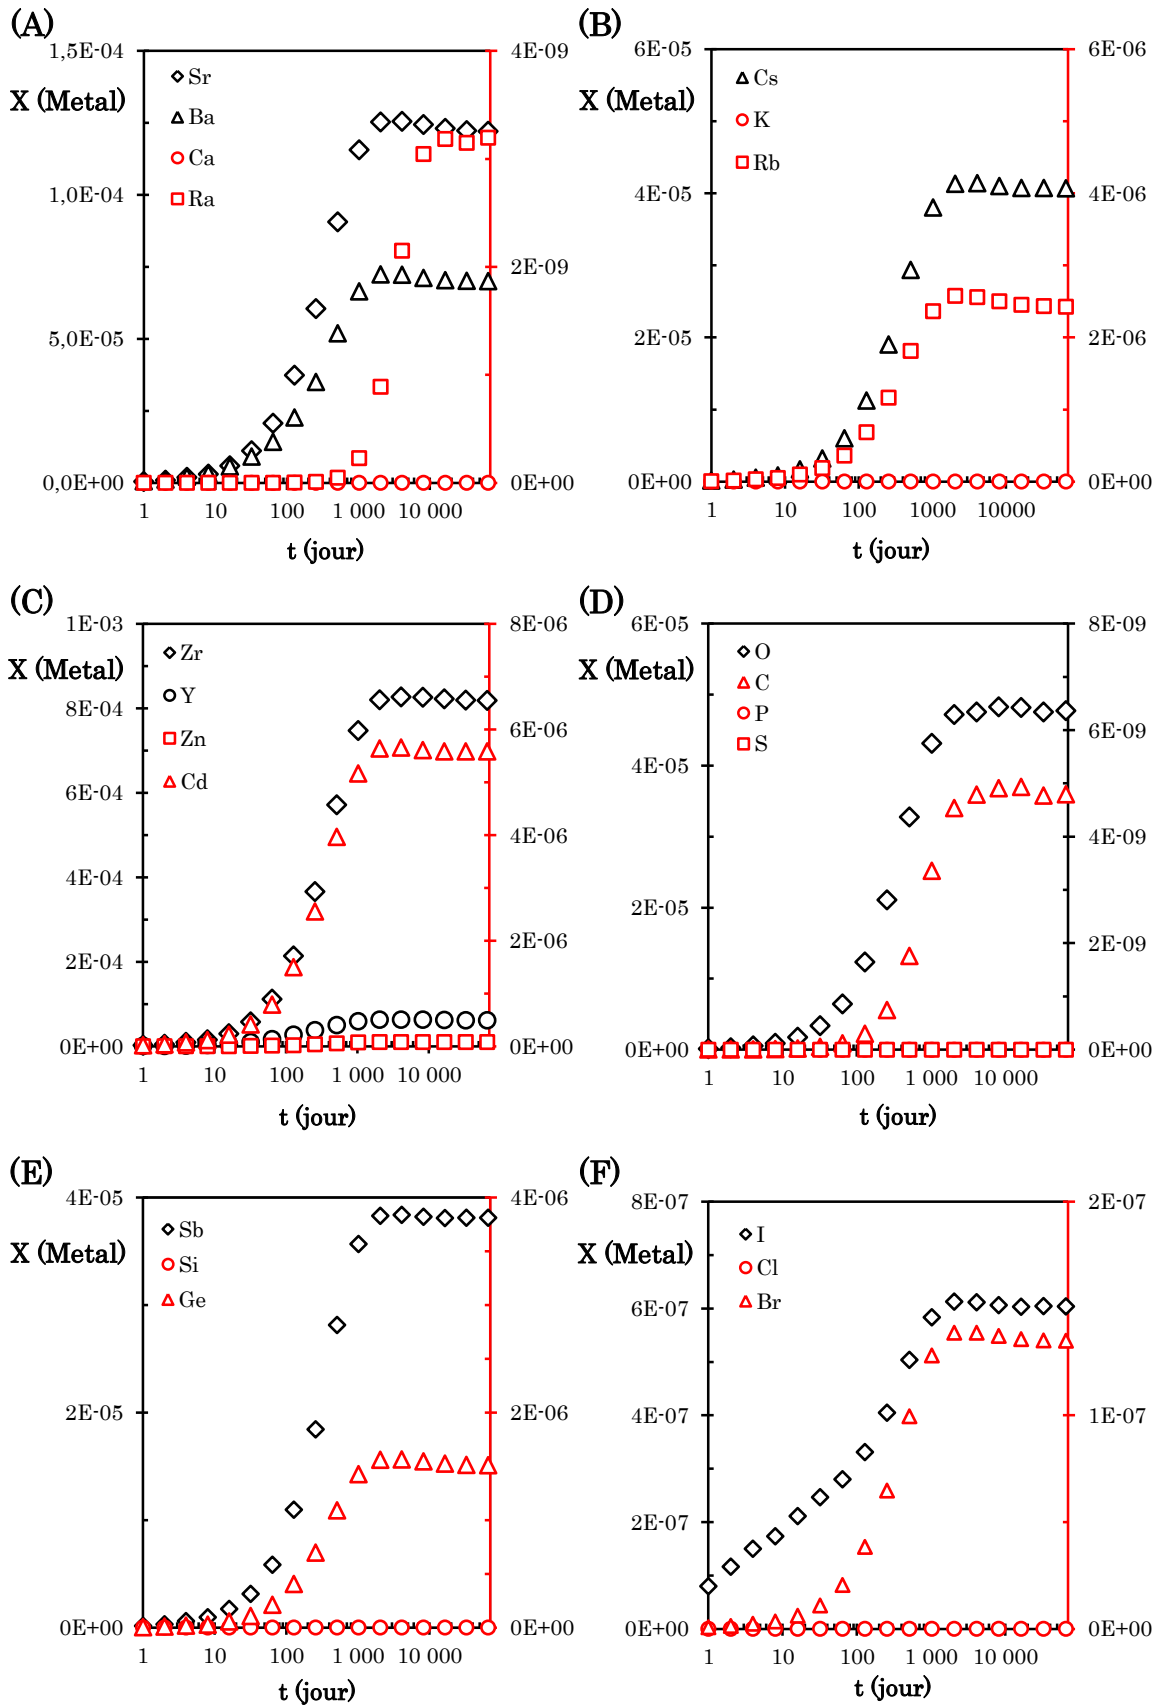 (A)
1,5E-04
4E-09
X (Metal)
Sr
Ba
Ca
Ra
1,0E-04
2E-09
5,0E-05
0,0E+00
0E+00
1 10 100 1 000 10 000
t (jour)
(B)
6E-05
6E-06
X (Metal)
Cs
K
Rb
4E-05
4E-06
2E-05
2E-06
0E+00
0E+00
1 10 100 1000 10000
t (jour)
(C)
1E-03
8E-06
X (Metal)
Zr
Y
Zn
Cd
8E-04
6E-06
6E-04
4E-06
4E-04
2E-06
2E-04
0E+00
0E+00
1 10 100 1 000 10 000
t (jour)
(D)
6E-05
8E-09
X (Metal)
O
C
P
S
6E-09
4E-05
4E-09
2E-05
2E-09
0E+00
0E+00
1 10 100 1 000 10 000
t (jour)
(E)
4E-05
4E-06
X (Metal)
Sb
Si
Ge
2E-05
2E-06
0E+00
0E+00
1 10 100 1 000 10 000
t (jour)
(F)
8E-07
2E-07
X (Metal)
I
Cl
Br
6E-07
4E-07
1E-07
2E-07
0E+00
0E+00
1 10 100 1 000 10 000
t (jour)